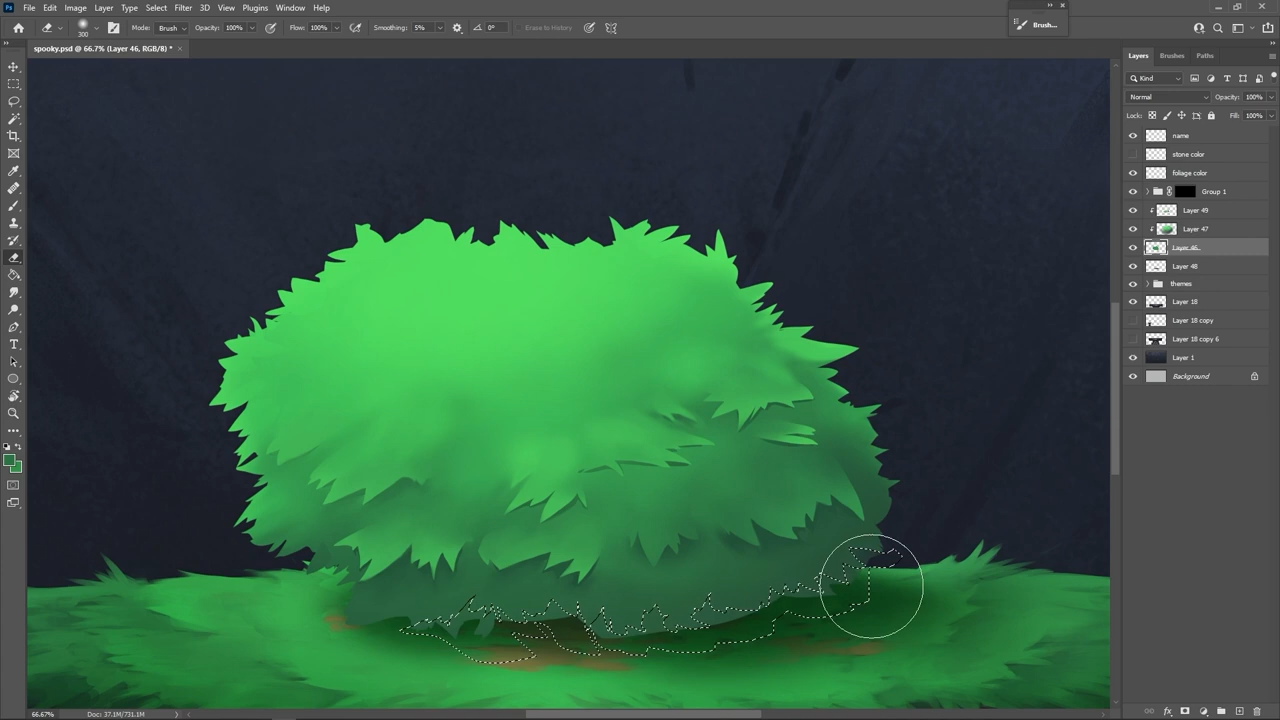 Ps File Edit Image Layer Type Select Filter 3D View Plugins Window Help
300 Mode: Brush Opacity: 100% Flow: 100% Smoothing: 5% 0° Erase to History
Brush...
spooky.psd @ 66.7% (Layer 46, RGB/8) * ×
Layers Brushes Paths
Kind
Normal Opacity: 100%
Lock: Fill: 100%
name
stone color
foliage color
Group 1
Layer 49
Layer 47
Layer 46
Layer 48
themes
Layer 18
Layer 18 copy
Layer 18 copy 6
Layer 1
Background
66.67% Doc: 37.1M/731.1M
fx